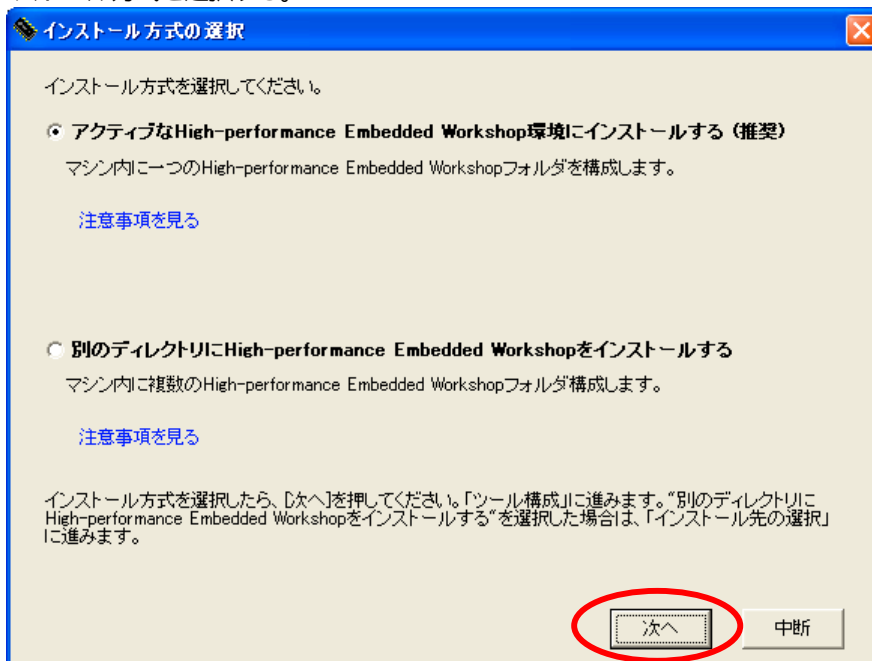 インストール方式の選択
インストール方式を選択してください。
アクティブなHigh-performance Embedded Workshop環境にインストールする（推奨）
マシン内に一つのHigh-performance Embedded Workshopフォルダを構成します。
注意事項を見る
別のディレクトリにHigh-performance Embedded Workshopをインストールする
マシン内に複数のHigh-performance Embedded Workshopフォルダ構成します。
注意事項を見る
インストール方式を選択したら、[次へ]を押してください。「ツール構成」に進みます。“別のディレクトリに
High-performance Embedded Workshopをインストールする”を選択した場合は、「インストール先の選択」
に進みます。
次へ 中断